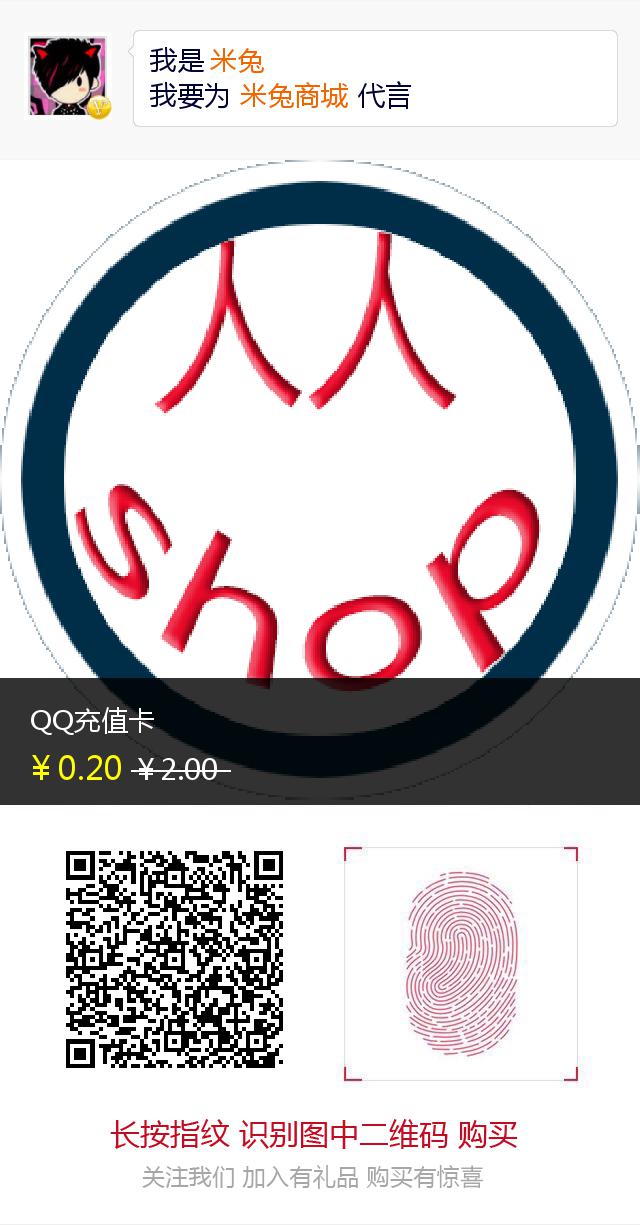 我是 米兔
我要为 米兔商城 代言
人人
shop
QQ充值卡
¥0.20 ¥2.00
长按指纹 识别图中二维码 购买
关注我们 加入有礼品 购买有惊喜